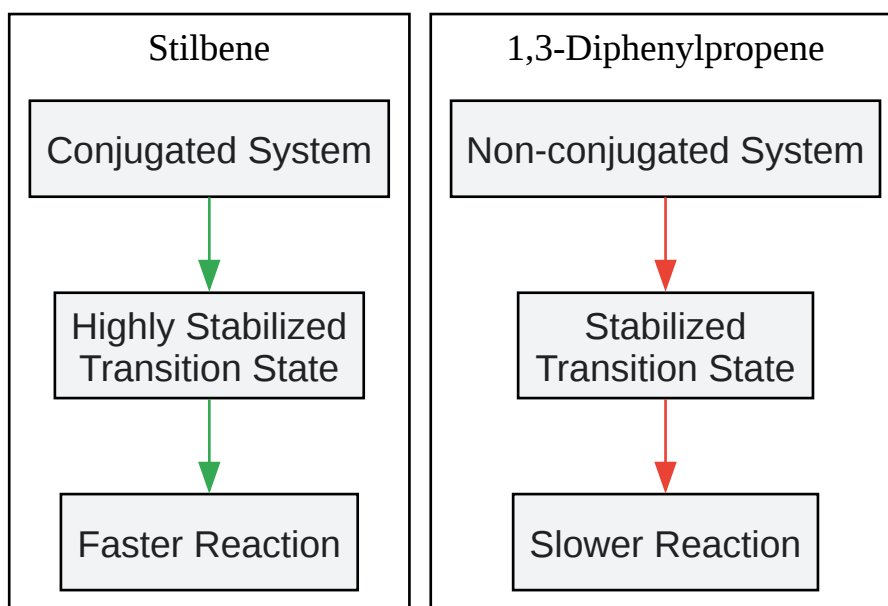 Stilbene
Conjugated System
Highly Stabilized
Transition State
Faster Reaction
1,3-Diphenylpropene
Non-conjugated System
Stabilized
Transition State
Slower Reaction